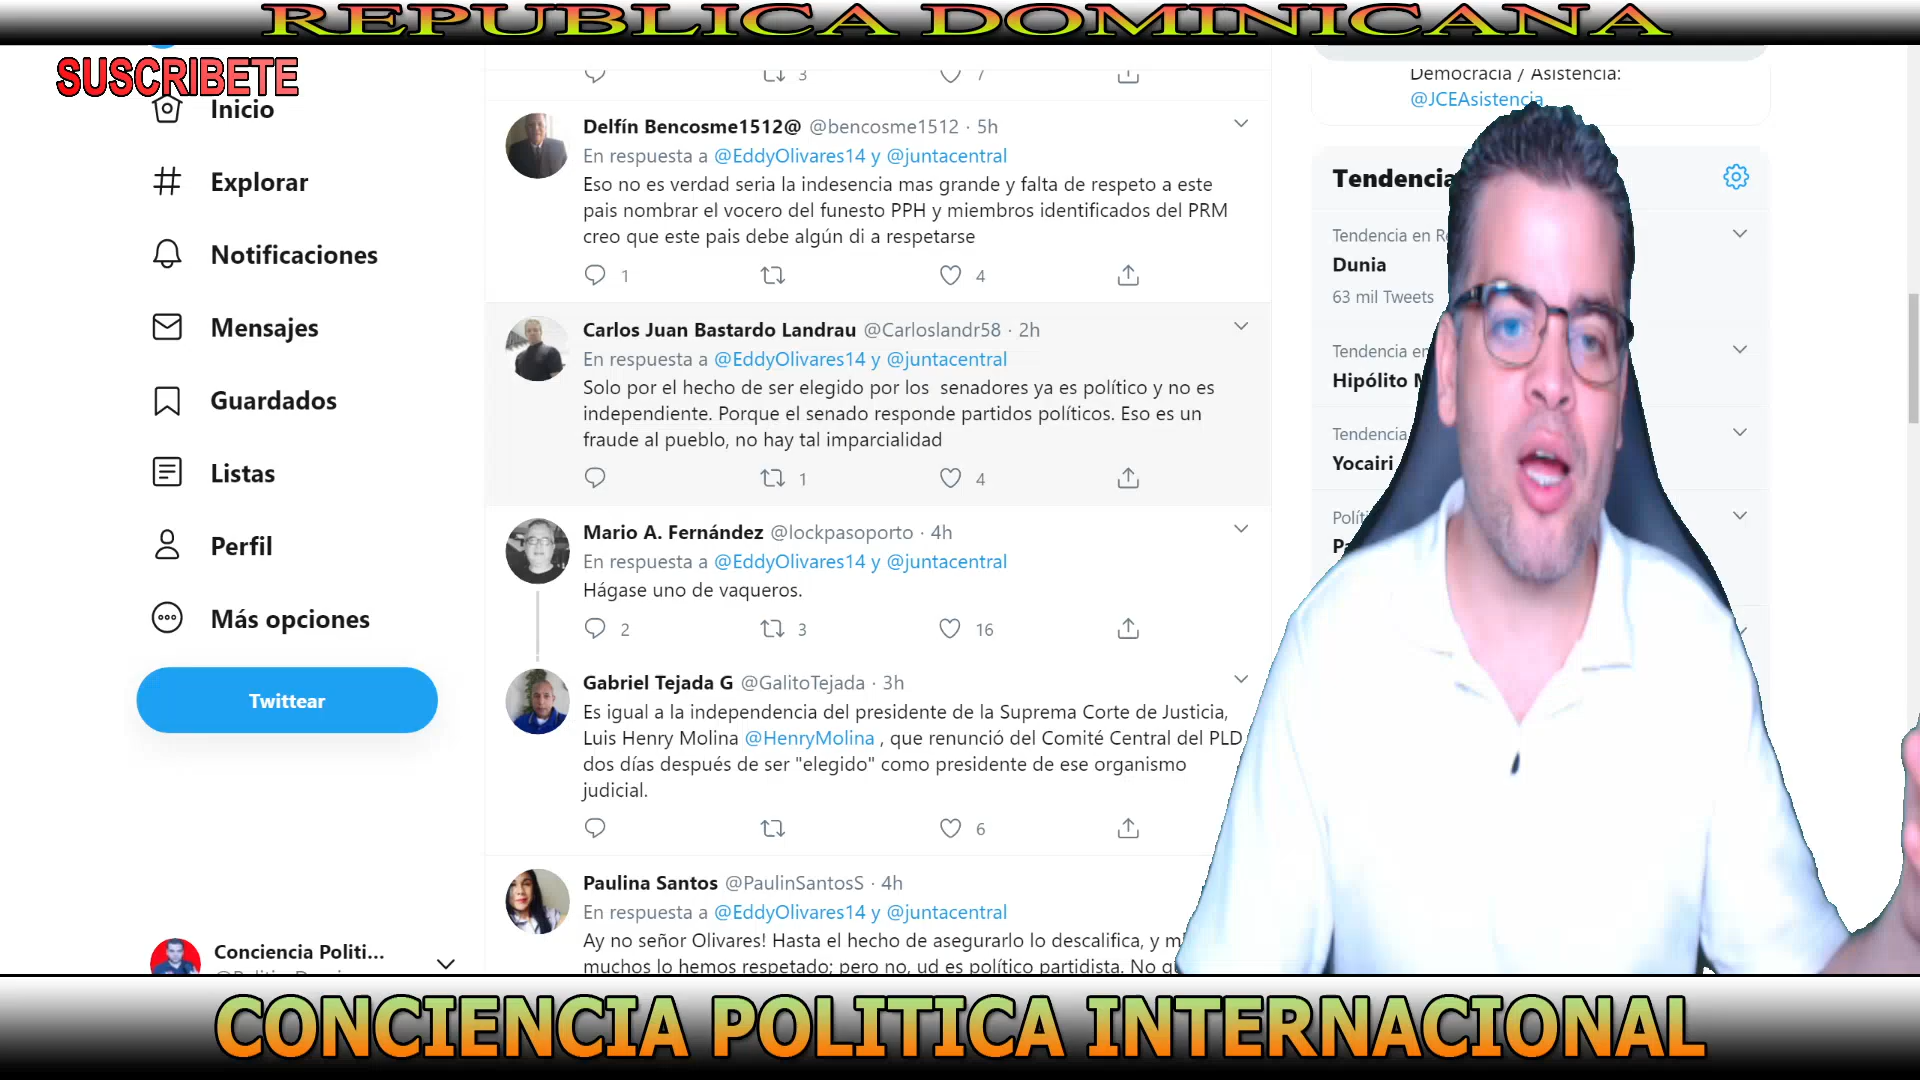 REPUBLICA DOMINICANA
SUSCRIBETE
Inicio
Explorar
Notificaciones
Mensajes
Guardados
Listas
Perfil
Más opciones
Twittear
Conciencia Politi...
3 7
Delfín Bencosme1512@ @bencosme1512 · 5h
En respuesta a @EddyOlivares14 y @juntacentral
Eso no es verdad seria la indesencia mas grande y falta de respeto a este
pais nombrar el vocero del funesto PPH y miembros identificados del PRM
creo que este pais debe algún di a respetarse
1 4
Carlos Juan Bastardo Landrau @Carloslandr58 · 2h
En respuesta a @EddyOlivares14 y @juntacentral
Solo por el hecho de ser elegido por los senadores ya es político y no es
independiente. Porque el senado responde partidos políticos. Eso es un
fraude al pueblo, no hay tal imparcialidad
1 4
Mario A. Fernández @lockpasoporto · 4h
En respuesta a @EddyOlivares14 y @juntacentral
Hágase uno de vaqueros.
2 3 16
Gabriel Tejada G @GalitoTejada · 3h
Es igual a la independencia del presidente de la Suprema Corte de Justicia,
Luis Henry Molina @HenryMolina , que renunció del Comité Central del PLD
dos días después de ser "elegido" como presidente de ese organismo
judicial.
6
Paulina Santos @PaulinSantosS · 4h
En respuesta a @EddyOlivares14 y @juntacentral
Ay no señor Olivares! Hasta el hecho de asegurarlo lo descalifica, y
muchos lo hemos respetado; pero no, ud es político partidista. No
Democracia / Asistencia:
@JCEAsistencia
Tendencia
Tendencia en
Dunia
63 mil Tweets
Tendencia en
Hipólito
Tendencia
Yocairi
CONCIENCIA POLITICA INTERNACIONAL